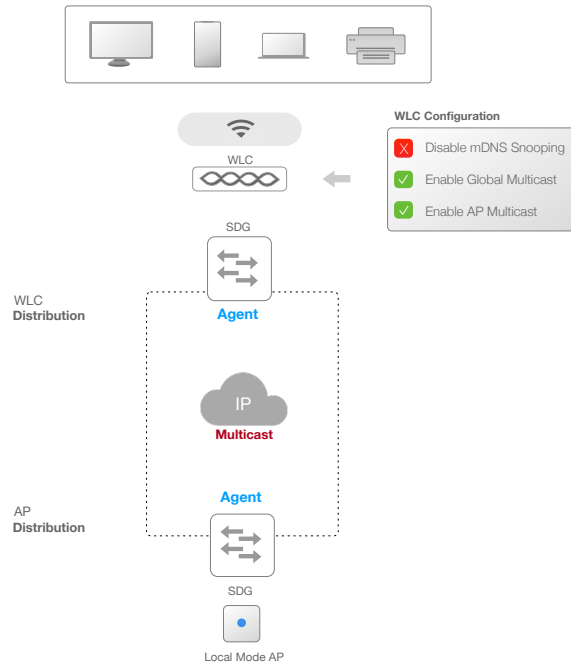 WLC Configuration
X Disable mDNS Snooping
Enable Global Multicast
Enable AP Multicast
WLC
SDG
Agent
WLC
Distribution
IP
Multicast
Agent
AP
Distribution
SDG
Local Mode AP